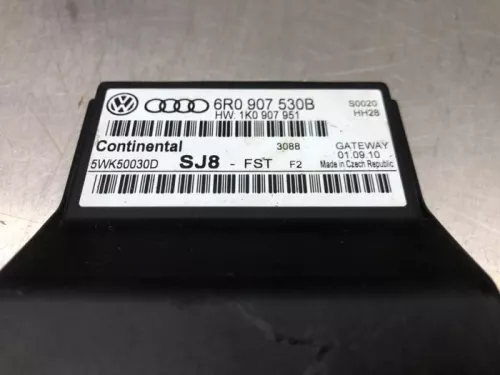 6R0 907 530B S0020
HW: 1K0 907 951 HH28
Continental 3088 GATEWAY
5WK50030D SJ8 - FST F2 01.09.10
Made in Czech Republic